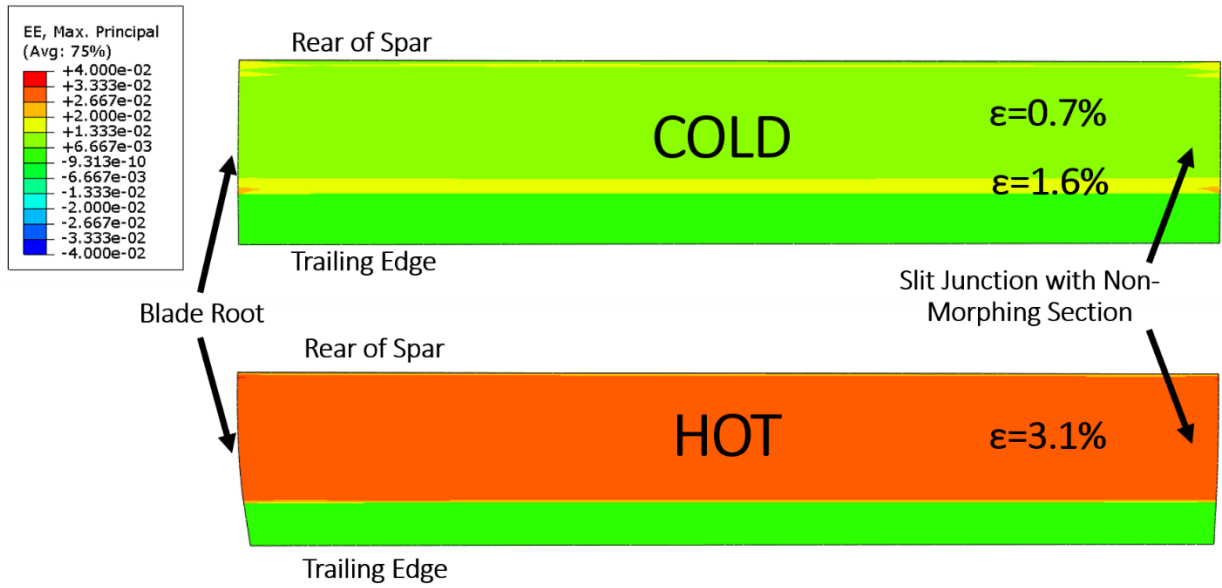 EE, Max. Principal
(Avg: 75%)
+4.000e-02
+3.333e-02
+2.667e-02
+2.000e-02
+1.333e-02
+6.667e-03
-9.313e-10
-6.667e-03
-1.333e-02
-2.000e-02
-2.667e-02
-3.333e-02
-4.000e-02
Rear of Spar
COLD
ε=0.7%
ε=1.6%
Trailing Edge
Blade Root
Slit Junction with Non-
Morphing Section
Rear of Spar
HOT
ε=3.1%
Trailing Edge